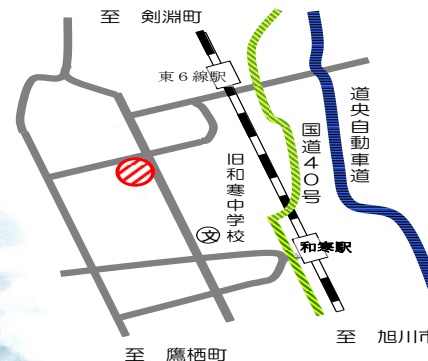 至　剣淵町
東６線駅
道央自動車道
国道４０号
旧和寒中学校
文
和寒駅
至　旭川市
至　鷹栖町